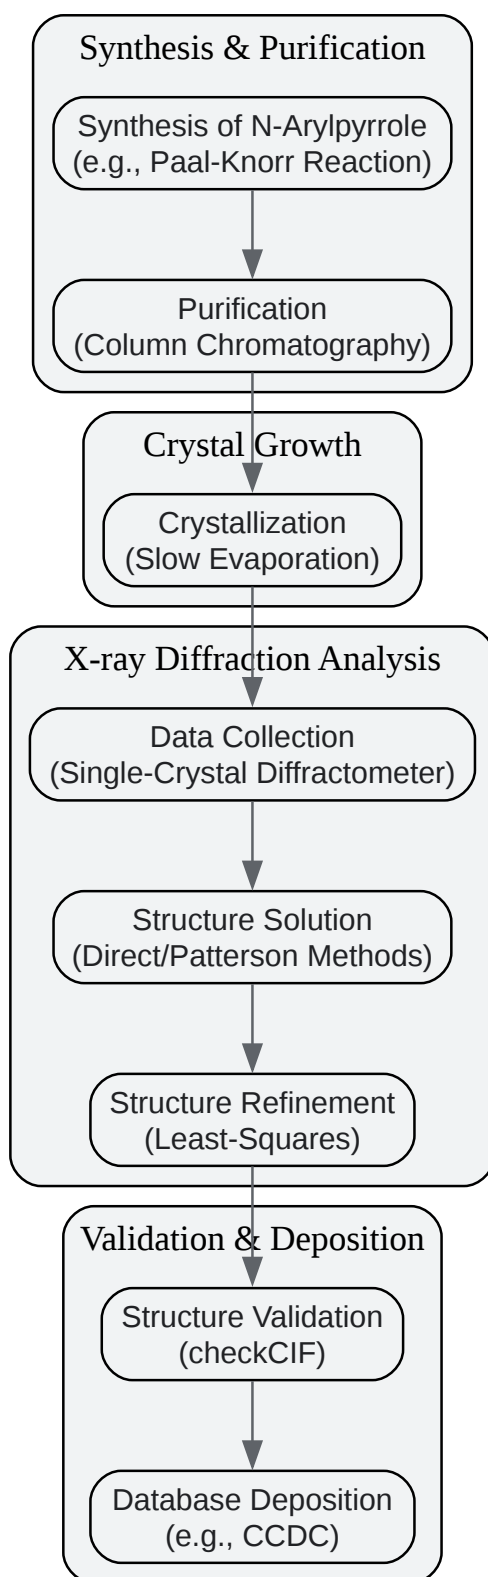 Synthesis & Purification
Synthesis of N-Arylpyrrole
(e.g., Paal-Knorr Reaction)
Purification
(Column Chromatography)
Crystal Growth
Crystallization
(Slow Evaporation)
X-ray Diffraction Analysis
Data Collection
(Single-Crystal Diffractometer)
Structure Solution
(Direct/Patterson Methods)
Structure Refinement
(Least-Squares)
Validation & Deposition
Structure Validation
(checkCIF)
Database Deposition
(e.g., CCDC)